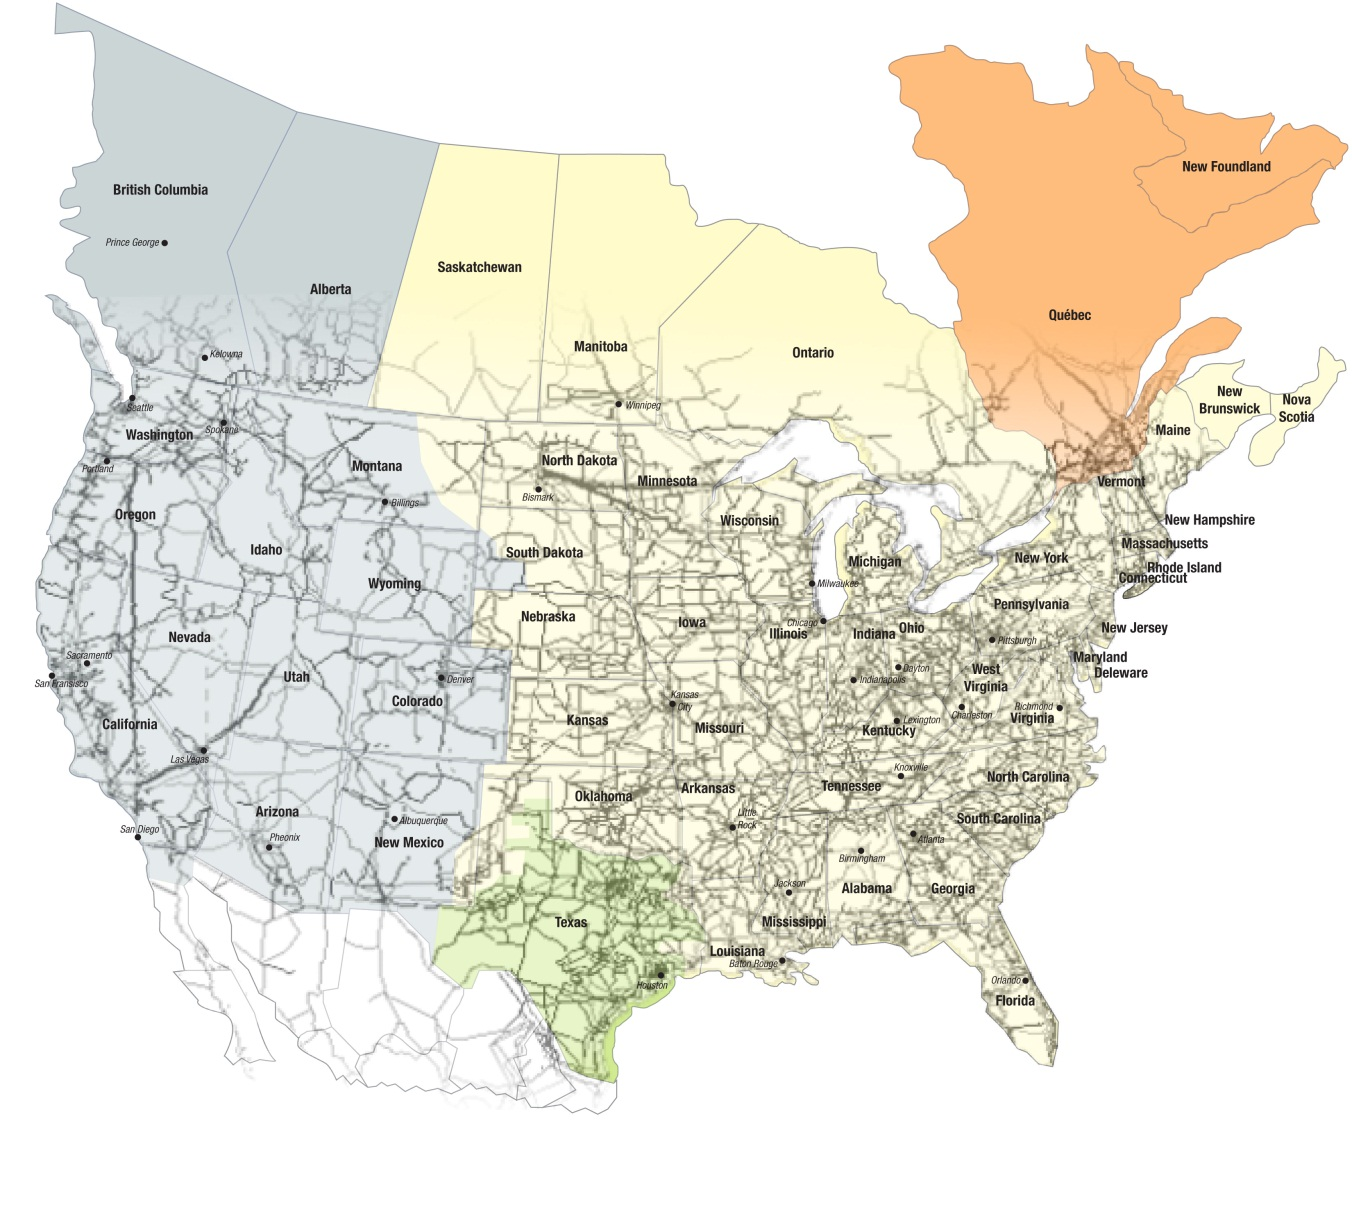 New Foundland
British Columbia
Prince George
Saskatchewan
Alberta
Québec
Manitoba
Ontario
Kelowna
New
Brunswick
Nova
Scotia
Seattle
Winnipeg
Spokane
Washington
Maine
Portland
Montana
North Dakota
Minnesota
Vermont
Billings
Bismark
Oregon
Wisconsin
New Hampshire
Idaho
South Dakota
Michigan
New York
Massachusetts
Rhode Island
Connecticut
Wyoming
Milwaukee
Nebraska
Iowa
Chicago
Illinois
Indiana
Ohio
Pennsylvania
New Jersey
Nevada
Pittsburgh
Sacramento
San Fransisco
Utah
Denver
Dayton
Indianapolis
West
Virginia
Maryland
Deleware
Colorado
Kansas
City
California
Kansas
Missouri
Lexington
Kentucky
Charleston
Richmond
Virginia
Las Vegas
Knoxville
North Carolina
Arizona
Oklahoma
Arkansas
Tennessee
Little
Rock
South Carolina
San Diego
Pheonix
Albuquerque
New Mexico
Atlanta
Birmingham
Jackson
Alabama
Georgia
Texas
Mississippi
Louisiana
Baton Rouge
Houston
Orlando
Florida